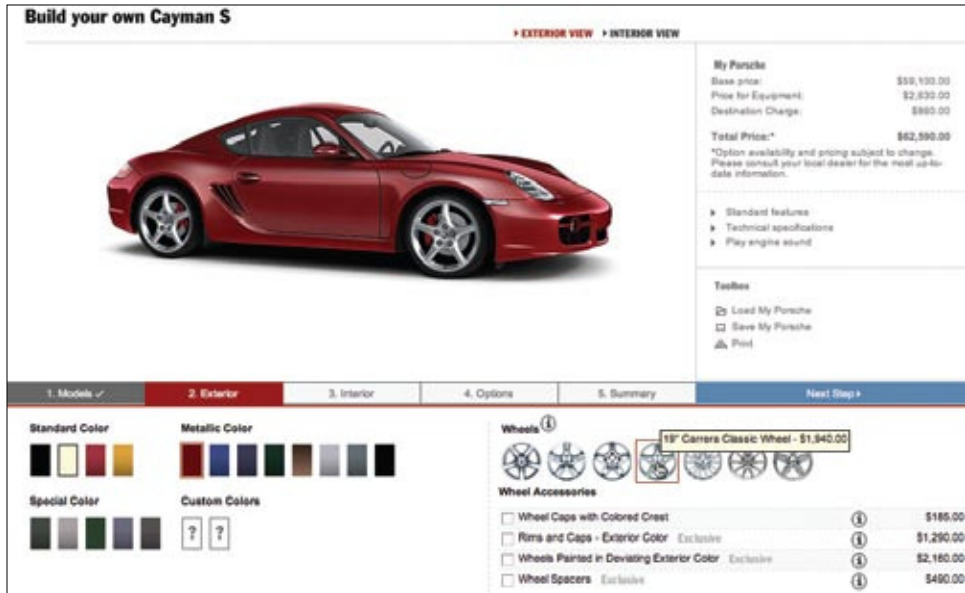 Build your own Cayman S
EXTERIOR VIEW INTERIOR VIEW
My Porsche
Base price: $59,100.00
Price for Equipment: $2,630.00
Destination Charge: $860.00
Total Price:* $62,590.00
*Option availability and pricing subject to change.
Please consult your local dealer for the most up-to-
date information.
Standard features
Technical specifications
Play engine sound
Toolbox
Load My Porsche
Save My Porsche
Print
1. Models 2. Exterior 3. Interior 4. Options 5. Summary Next Step
Standard Color Metallic Color Wheels i
19" Carrera Classic Wheel - $1,940.00
Special Color Custom Colors Wheel Accessories
? ?
Wheel Caps with Colored Crest i $185.00
Rims and Caps - Exterior Color Exclusive i $1,290.00
Wheels Painted in Deviating Exterior Color Exclusive i $2,160.00
Wheel Spacers Exclusive i $490.00